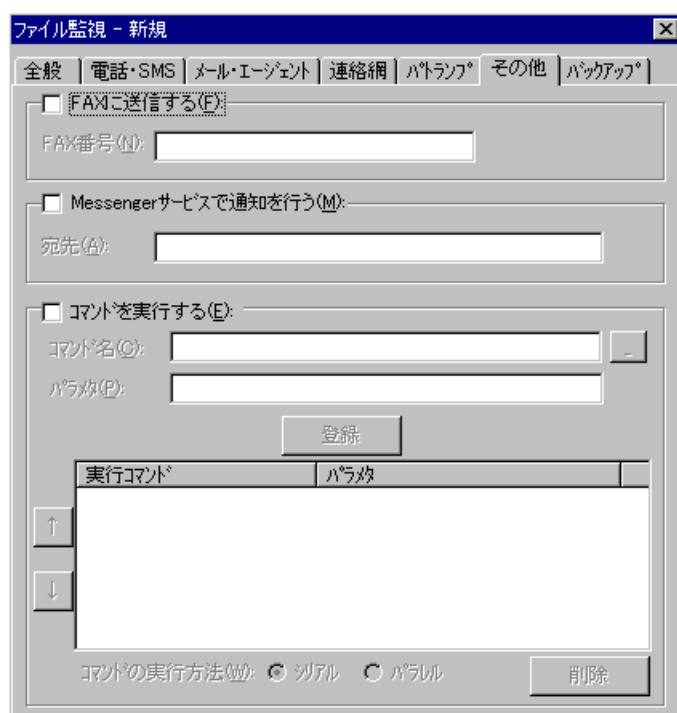 ファイル監視 - 新規
全般 電話・SMS ﾒｰﾙ・ｴｰｼﾞｪﾝﾄ 連絡網 ﾊﾟﾄﾗﾝﾌﾟ その他 ﾊﾞｯｸｱｯﾌﾟ
FAXに送信する(F):
FAX番号(N):
Messengerｻｰﾋﾞｽで通知を行う(M):
宛先(A):
ｺﾏﾝﾄﾞを実行する(E):
ｺﾏﾝﾄﾞ名(C):
ﾊﾟﾗﾒﾀ(P):
登録
実行ｺﾏﾝﾄﾞ ﾊﾟﾗﾒﾀ
↑
↓
ｺﾏﾝﾄﾞの実行方法(W): ｼﾘｱﾙ ﾊﾟﾗﾚﾙ 削除